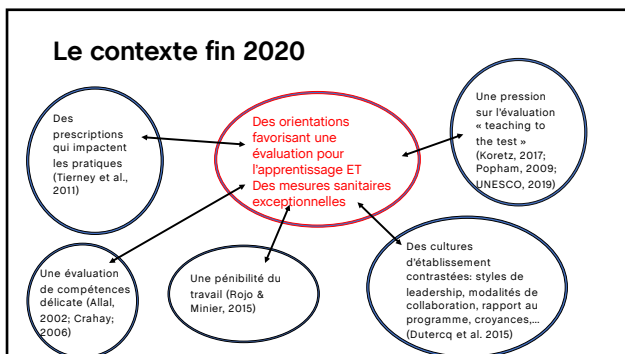 Le contexte fin 2020
Des
prescriptions
qui impactent
les pratiques
(Tierney et al.,
2011)
Des orientations
favorisant une
évaluation pour
l'apprentissage ET
Des mesures sanitaires
exceptionnelles
Une pression
sur l'évaluation
« teaching to
the test »
(Koretz, 2017;
Popham, 2009;
UNESCO, 2019)
Une évaluation
de compétences
délicate (Allal,
2002; Crahay;
2006)
Une pénibilité du
travail (Rojo &
Minier, 2015)
Des cultures
d'établissement
contrastées: styles de
leadership, modalités de
collaboration, rapport au
programme, croyances,…
(Dutercq et al. 2015)